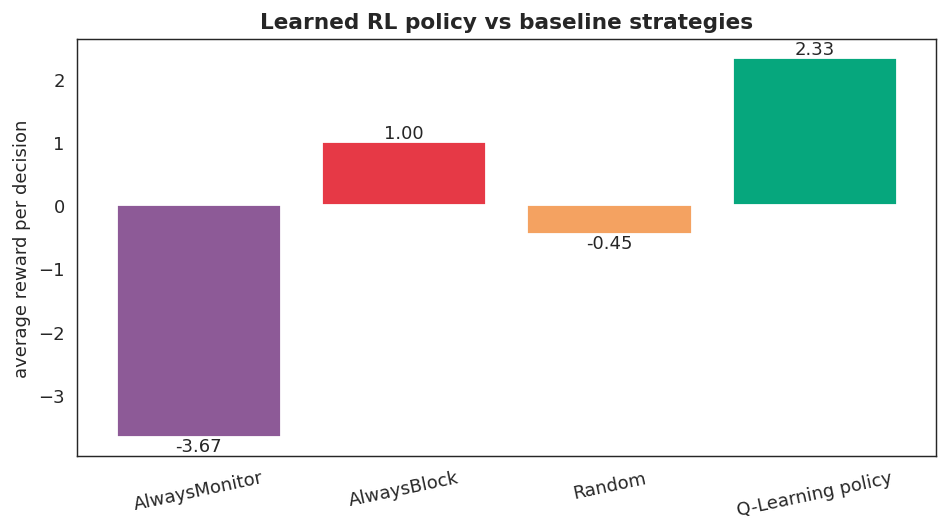 Learned RL policy vs baseline strategies
average reward per decision
2
1
0
−1
−2
−3
-3.67
1.00
-0.45
2.33
AlwaysMonitor
AlwaysBlock
Random
Q-Learning policy